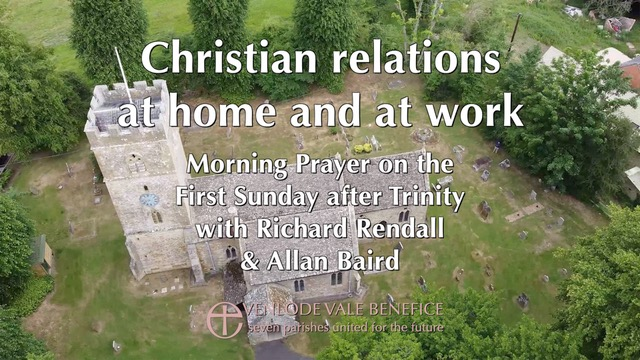 Christian relations
at home and at work
Morning Prayer on the
First Sunday after Trinity
with Richard Rendall
& Allan Baird
VENLODE VALE BENEFICE
seven parishes united for the future